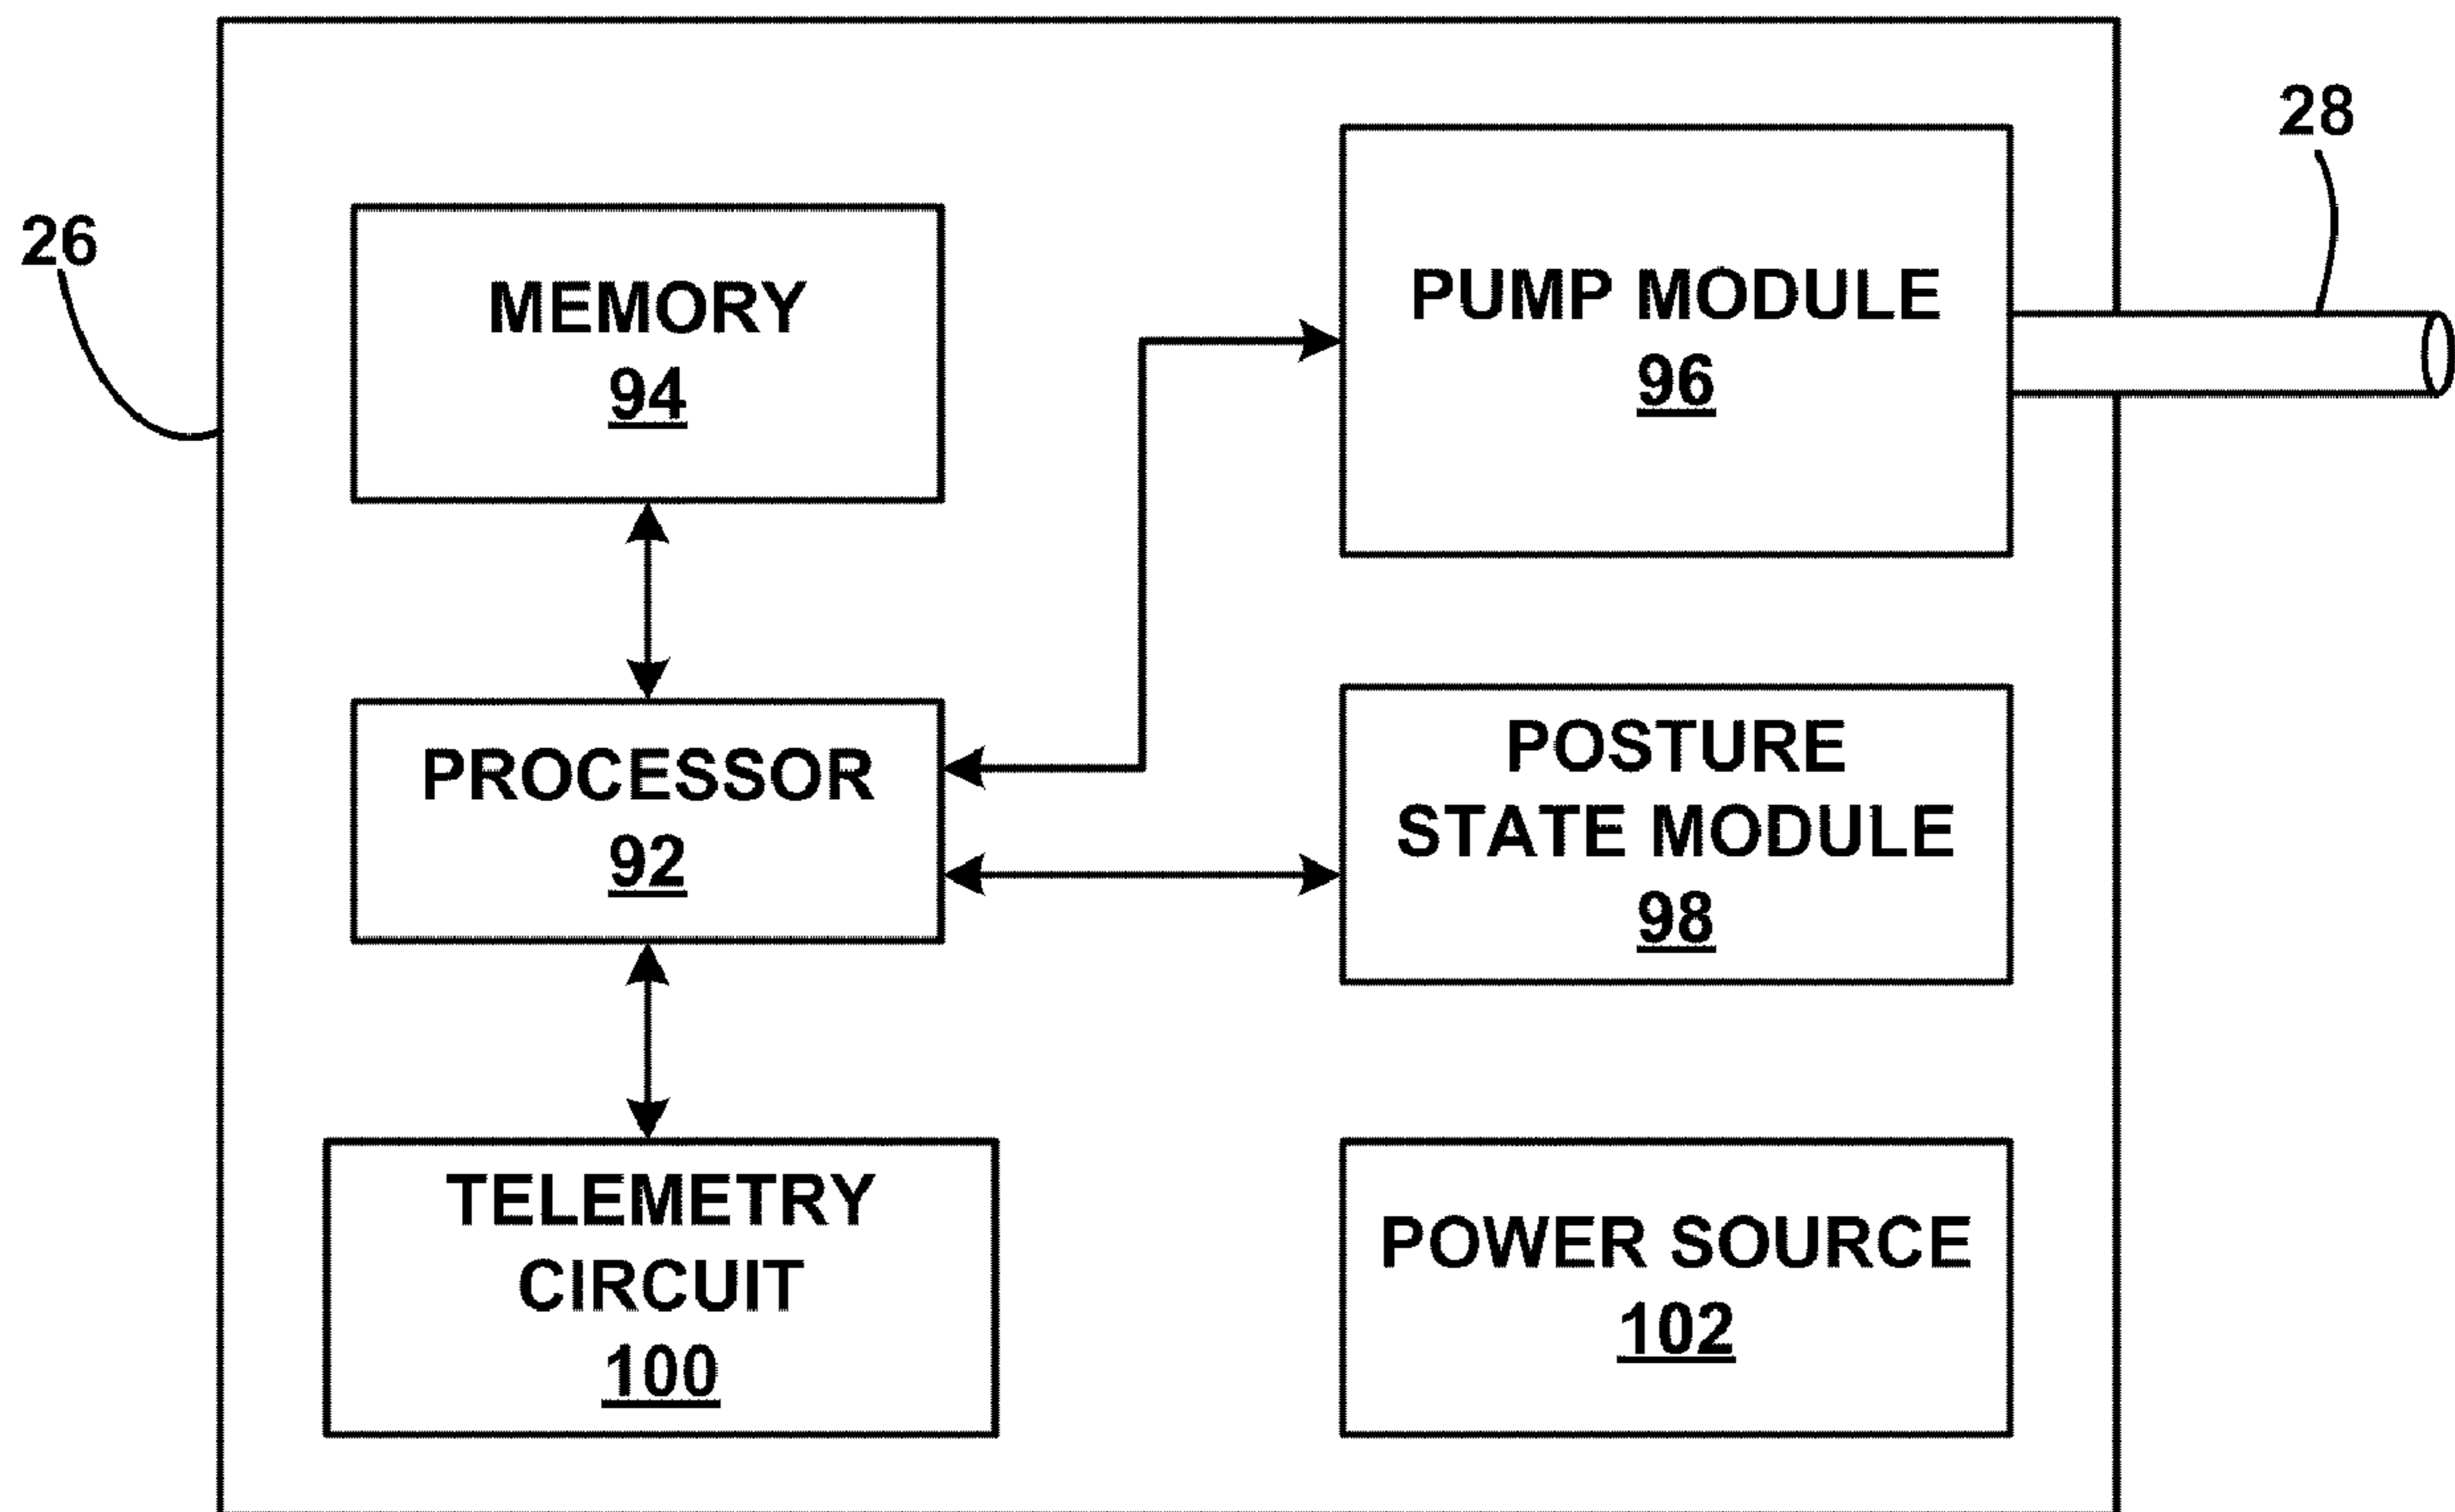 26
28
MEMORY
94
PUMP MODULE
96
PROCESSOR
92
POSTURE
STATE MODULE
98
TELEMETRY
CIRCUIT
100
POWER SOURCE
102